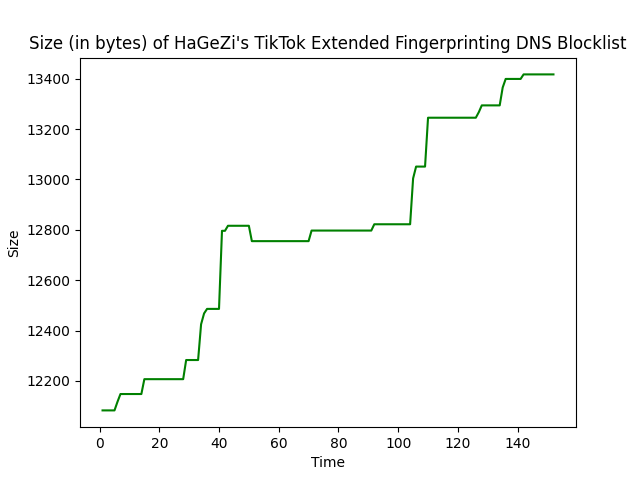 Size (in bytes) of HaGeZi's TikTok Extended Fingerprinting DNS Blocklist
13400
13200
13000
12800
12600
12400
12200
Size
0 20 40 60 80 100 120 140
Time